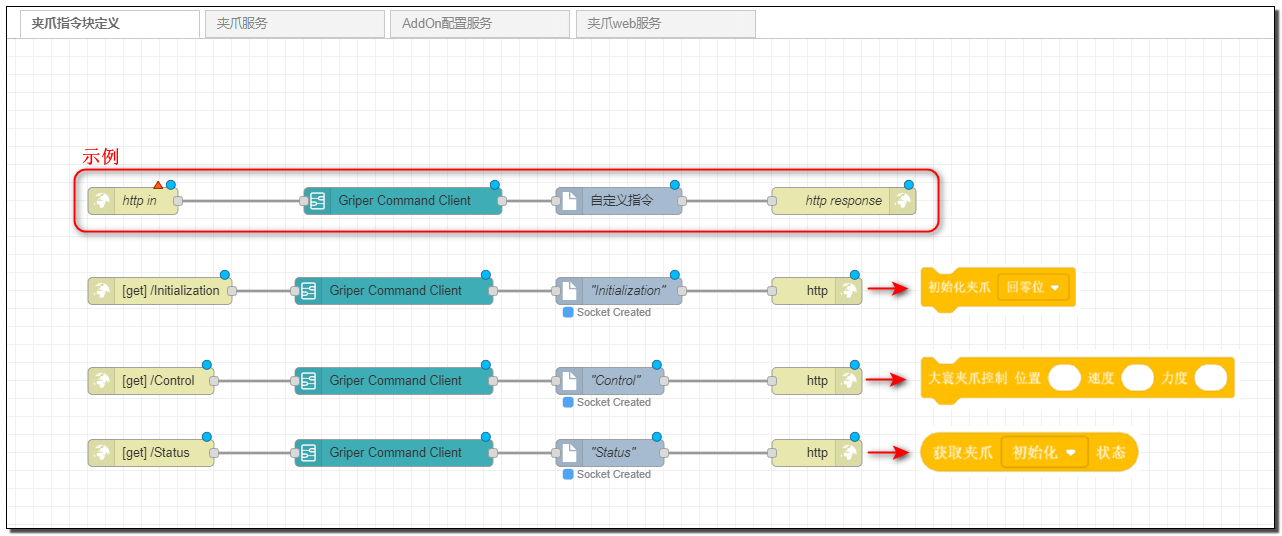 夹爪指令块定义 夹爪服务 AddOn配置服务 夹爪web服务
示例
http in Griper Command Client 自定义指令 http response
[get] /Initialization Griper Command Client "Initialization" http 初始化夹爪 回零位
Socket Created
[get] /Control Griper Command Client "Control" http 大寰夹爪控制 位置 速度 力度
Socket Created
[get] /Status Griper Command Client "Status" http 获取夹爪 初始化 状态
Socket Created